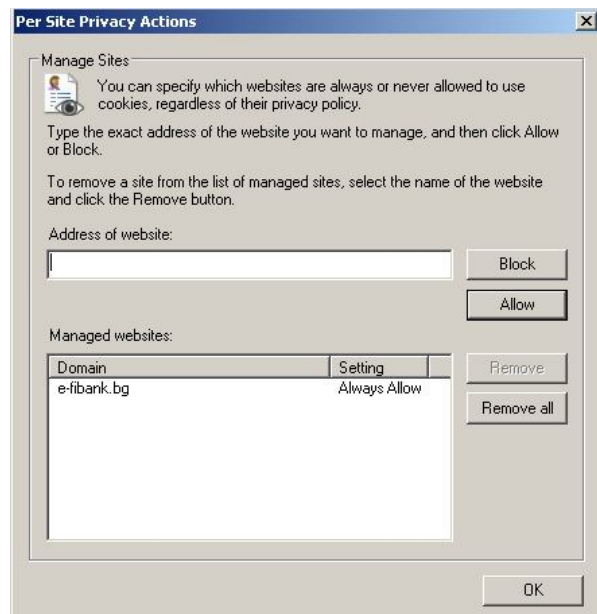 Per Site Privacy Actions
Manage Sites
You can specify which websites are always or never allowed to use
cookies, regardless of their privacy policy.
Type the exact address of the website you want to manage, and then click Allow
or Block.
To remove a site from the list of managed sites, select the name of the website
and click the Remove button.
Address of website:
Block
Allow
Managed websites:
Domain Setting
Remove
e-fibank.bg Always Allow
Remove all
OK